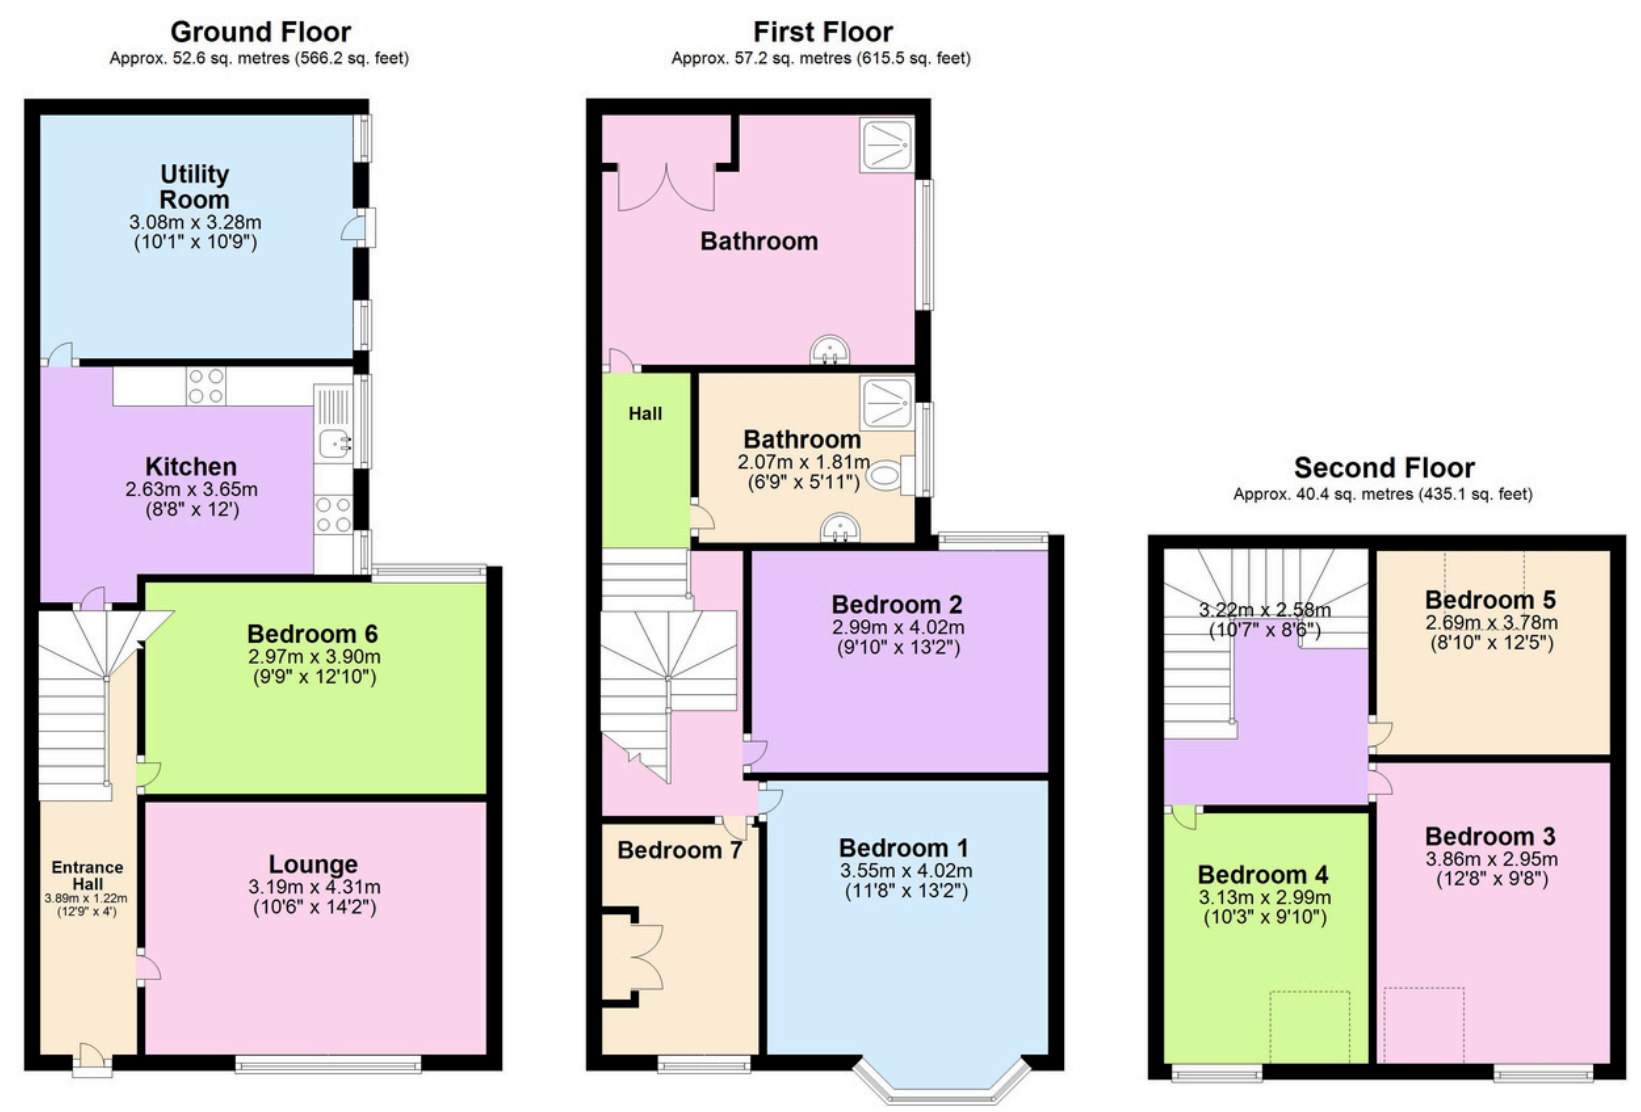 Ground Floor
Approx. 52.6 sq. metres (566.2 sq. feet)
Utility
Room
3.08m x 3.28m
(10'1" x 10'9")
Kitchen
2.63m x 3.65m
(8'8" x 12')
Bedroom 6
2.97m x 3.90m
(9'9" x 12'10")
Entrance
Hall
3.89m x 1.22m
(12'9" x 4')
Lounge
3.19m x 4.31m
(10'6" x 14'2")
First Floor
Approx. 57.2 sq. metres (615.5 sq. feet)
Bathroom
Hall
Bathroom
2.07m x 1.81m
(6'9" x 5'11")
Bedroom 2
2.99m x 4.02m
(9'10" x 13'2")
Bedroom 7
Bedroom 1
3.55m x 4.02m
(11'8" x 13'2")
Second Floor
Approx. 40.4 sq. metres (435.1 sq. feet)
3.22m x 2.58m
(10'7" x 8'6")
Bedroom 5
2.69m x 3.78m
(8'10" x 12'5")
Bedroom 4
3.13m x 2.99m
(10'3" x 9'10")
Bedroom 3
3.86m x 2.95m
(12'8" x 9'8")